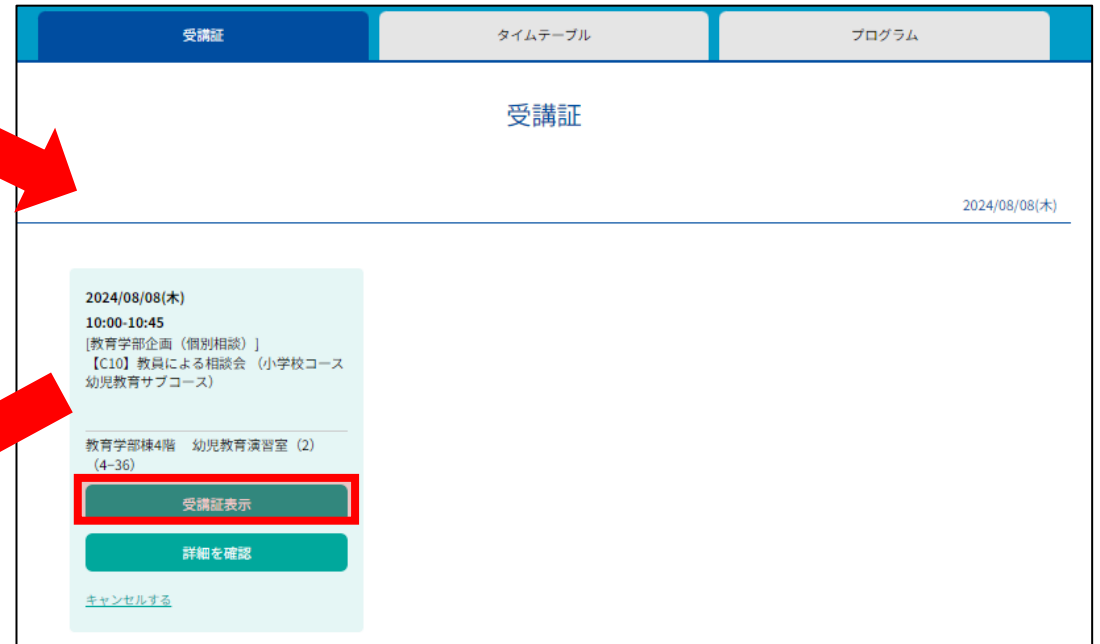 受講証
タイムテーブル
プログラム
受講証
2024/08/08(木)
2024/08/08(木)
10:00-10:45
[教育学部企画（個別相談）]
【C10】教員による相談会 （小学校コース
幼児教育サブコース）
教育学部棟4階　幼児教育演習室（2）
（4−36）
受講証表示
詳細を確認
キャンセルする